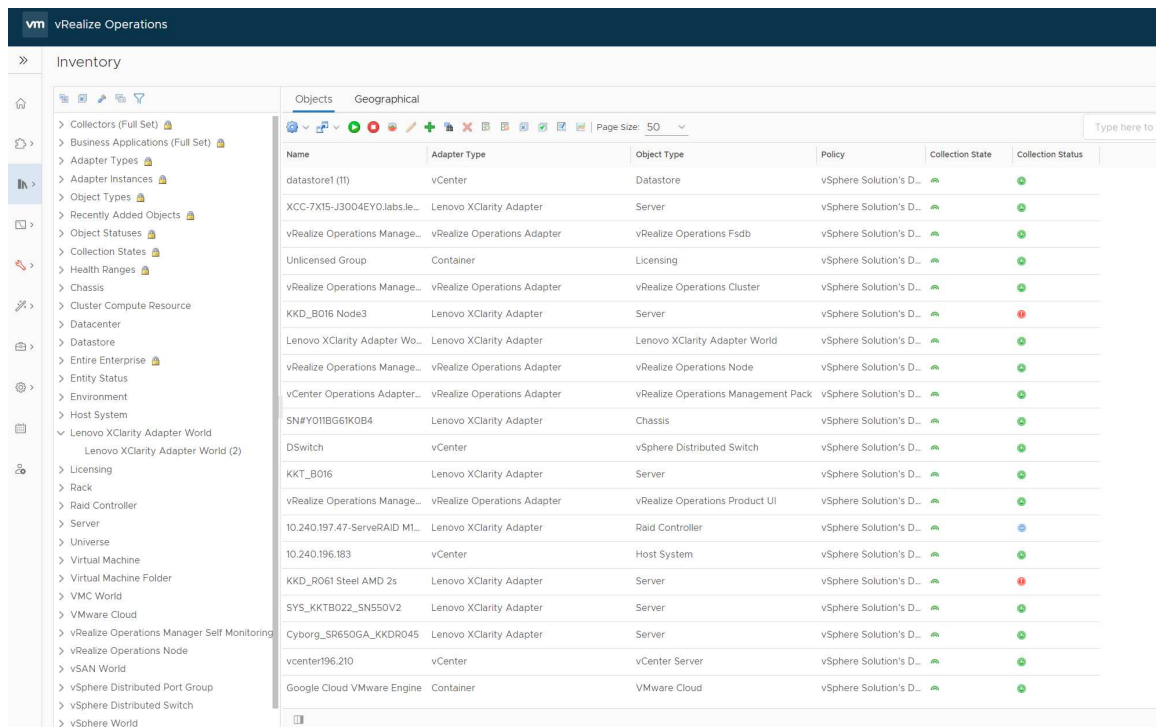 vm vRealize Operations
Inventory
Collectors (Full Set)
Business Applications (Full Set)
Adapter Types
Adapter Instances
Object Types
Recently Added Objects
Object Statuses
Collection States
Health Ranges
Chassis
Cluster Compute Resource
Datacenter
Datastore
Entire Enterprise
Entity Status
Environment
Host System
Lenovo XClarity Adapter World
Lenovo XClarity Adapter World (2)
Licensing
Rack
Raid Controller
Server
Universe
Virtual Machine
Virtual Machine Folder
VMC World
VMware Cloud
vRealize Operations Manager Self Monitoring
vRealize Operations Node
vSAN World
vSphere Distributed Port Group
vSphere Distributed Switch
vSphere World
Objects Geographical
Page Size: 50 Type here to
Name Adapter Type Object Type Policy Collection State Collection Status
datastore1 (11) vCenter Datastore vSphere Solution's D...
XCC-7X15-J3004EY0.labs.le... Lenovo XClarity Adapter Server vSphere Solution's D...
vRealize Operations Manage... vRealize Operations Adapter vRealize Operations Fsdb vSphere Solution's D...
Unlicensed Group Container Licensing vSphere Solution's D...
vRealize Operations Manage... vRealize Operations Adapter vRealize Operations Cluster vSphere Solution's D...
KKD_B016 Node3 Lenovo XClarity Adapter Server vSphere Solution's D...
Lenovo XClarity Adapter Wo... Lenovo XClarity Adapter Lenovo XClarity Adapter World vSphere Solution's D...
vRealize Operations Manage... vRealize Operations Adapter vRealize Operations Node vSphere Solution's D...
vCenter Operations Adapter... vRealize Operations Adapter vRealize Operations Management Pack vSphere Solution's D...
SN#Y011BG61K0B4 Lenovo XClarity Adapter Chassis vSphere Solution's D...
DSwitch vCenter vSphere Distributed Switch vSphere Solution's D...
KKT_B016 Lenovo XClarity Adapter Server vSphere Solution's D...
vRealize Operations Manage... vRealize Operations Adapter vRealize Operations Product UI vSphere Solution's D...
10.240.197.47-ServeRAID M1... Lenovo XClarity Adapter Raid Controller vSphere Solution's D...
10.240.196.183 vCenter Host System vSphere Solution's D...
KKD_R061 Steel AMD 2s Lenovo XClarity Adapter Server vSphere Solution's D...
SYS_KKTB022_SN550V2 Lenovo XClarity Adapter Server vSphere Solution's D...
Cyborg_SR650GA_KKDR045 Lenovo XClarity Adapter Server vSphere Solution's D...
vcenter196.210 vCenter vCenter Server vSphere Solution's D...
Google Cloud VMware Engine Container VMware Cloud vSphere Solution's D...